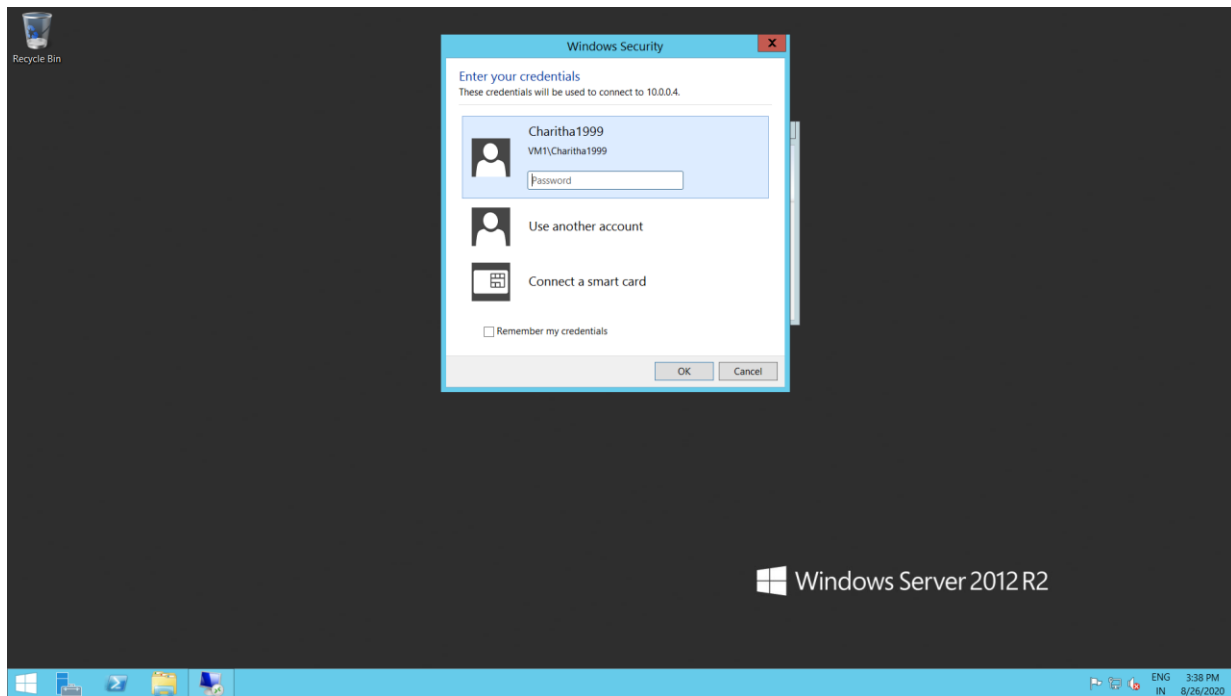 Recycle Bin
Windows Security
X
Enter your credentials
These credentials will be used to connect to 10.0.0.4.
Charitha1999
VM1\Charitha1999
Password
Use another account
Connect a smart card
Remember my credentials
OK Cancel
Windows Server 2012 R2
ENG 3:38 PM
IN 8/26/2020